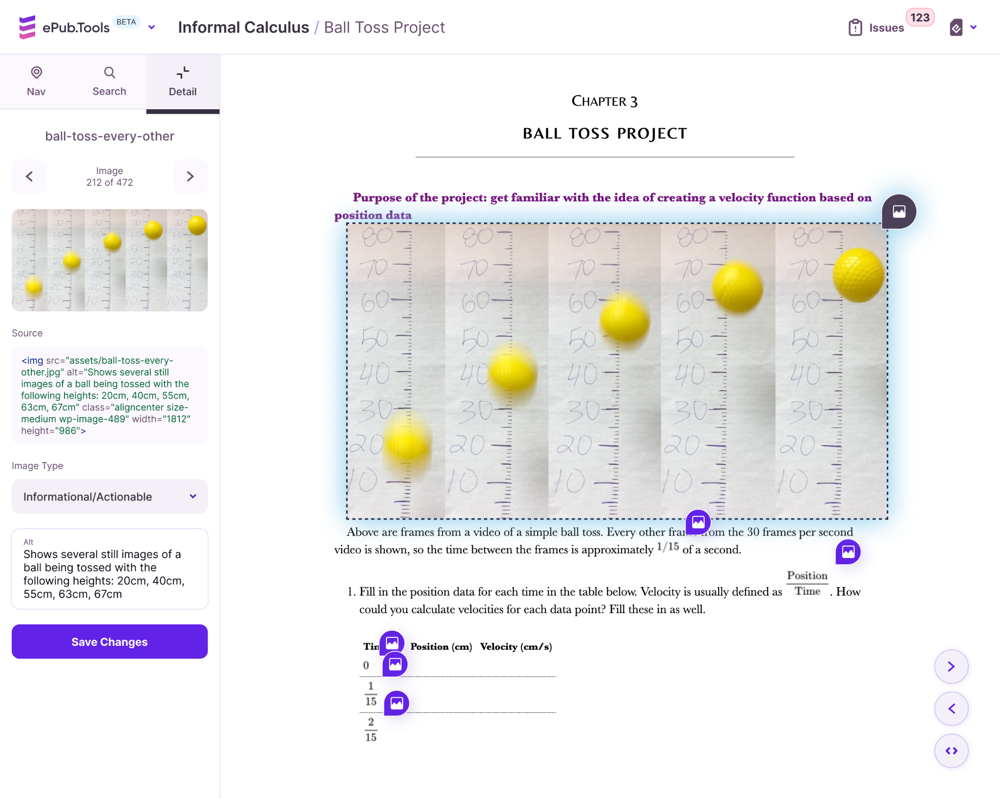 ePub.Tools BETA
Informal Calculus / Ball Toss Project
Issues 123
Nav
Search
Detail
ball-toss-every-other
Image
212 of 472
Source
<img src="assets/ball-toss-every-
other.jpg" alt="Shows several still
images of a ball being tossed with the
following heights: 20cm, 40cm, 55cm,
63cm, 67cm" class="aligncenter size-
medium wp-image-489" width="1812"
height="986">
Image Type
Informational/Actionable
Alt
Shows several still images of a
ball being tossed with the
following heights: 20cm, 40cm,
55cm, 63cm, 67cm
Save Changes
Chapter 3
BALL TOSS PROJECT
Purpose of the project: get familiar with the idea of creating a velocity function based on
position data
80 80 80 80 80
70 70 70 70 70
60 60 60 60 60
50 50 50 50 50
40 40 40 40 40
30 30 30 30 30
20 20 20 20 20
10 10 10 10 10
Above are frames from a video of a simple ball toss. Every other from the 30 frames per second
video is shown, so the time between the frames is approximately 1/15 of a second.
1. Fill in the position data for each time in the table below. Velocity is usually defined as Position/Time. How
could you calculate velocities for each data point? Fill these in as well.
Position (cm) Velocity (cm/s)
0
1/15
2/15